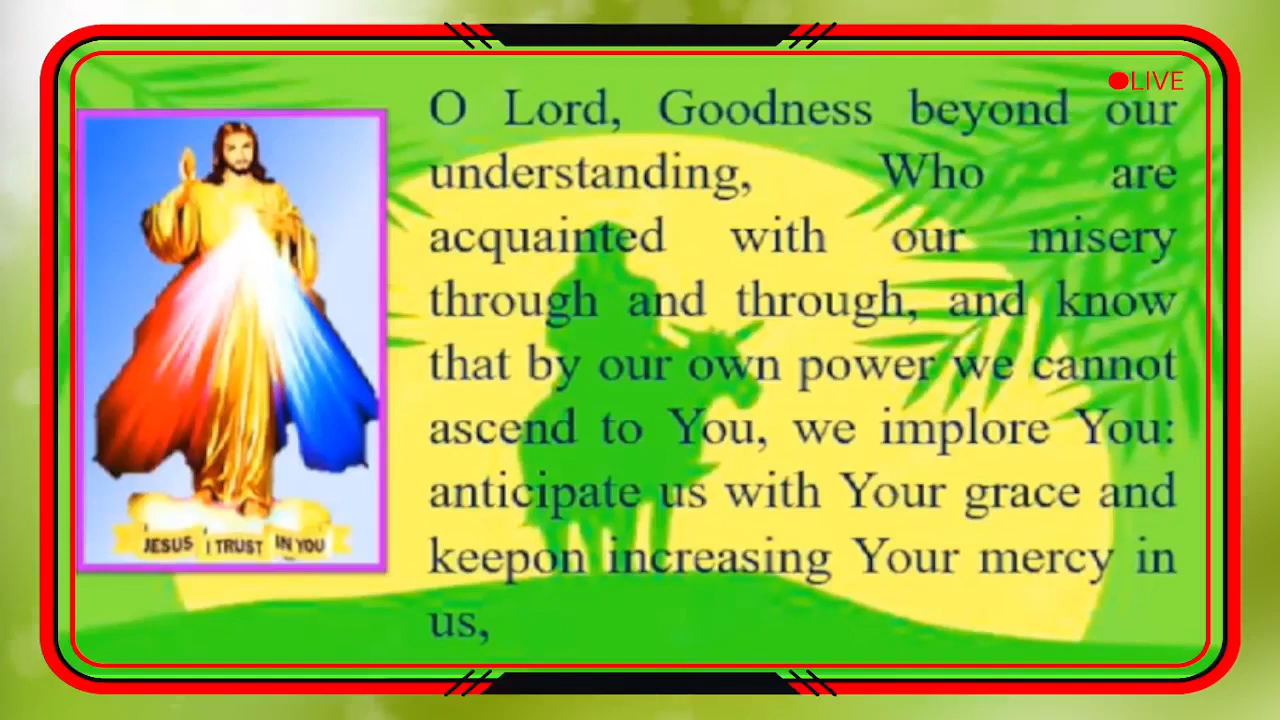 LIVE
O Lord, Goodness beyond our
understanding, Who are
acquainted with our misery
through and through, and know
that by our own power we cannot
ascend to You, we implore You:
anticipate us with Your grace and
keepon increasing Your mercy in
us,
JESUS I TRUST IN YOU